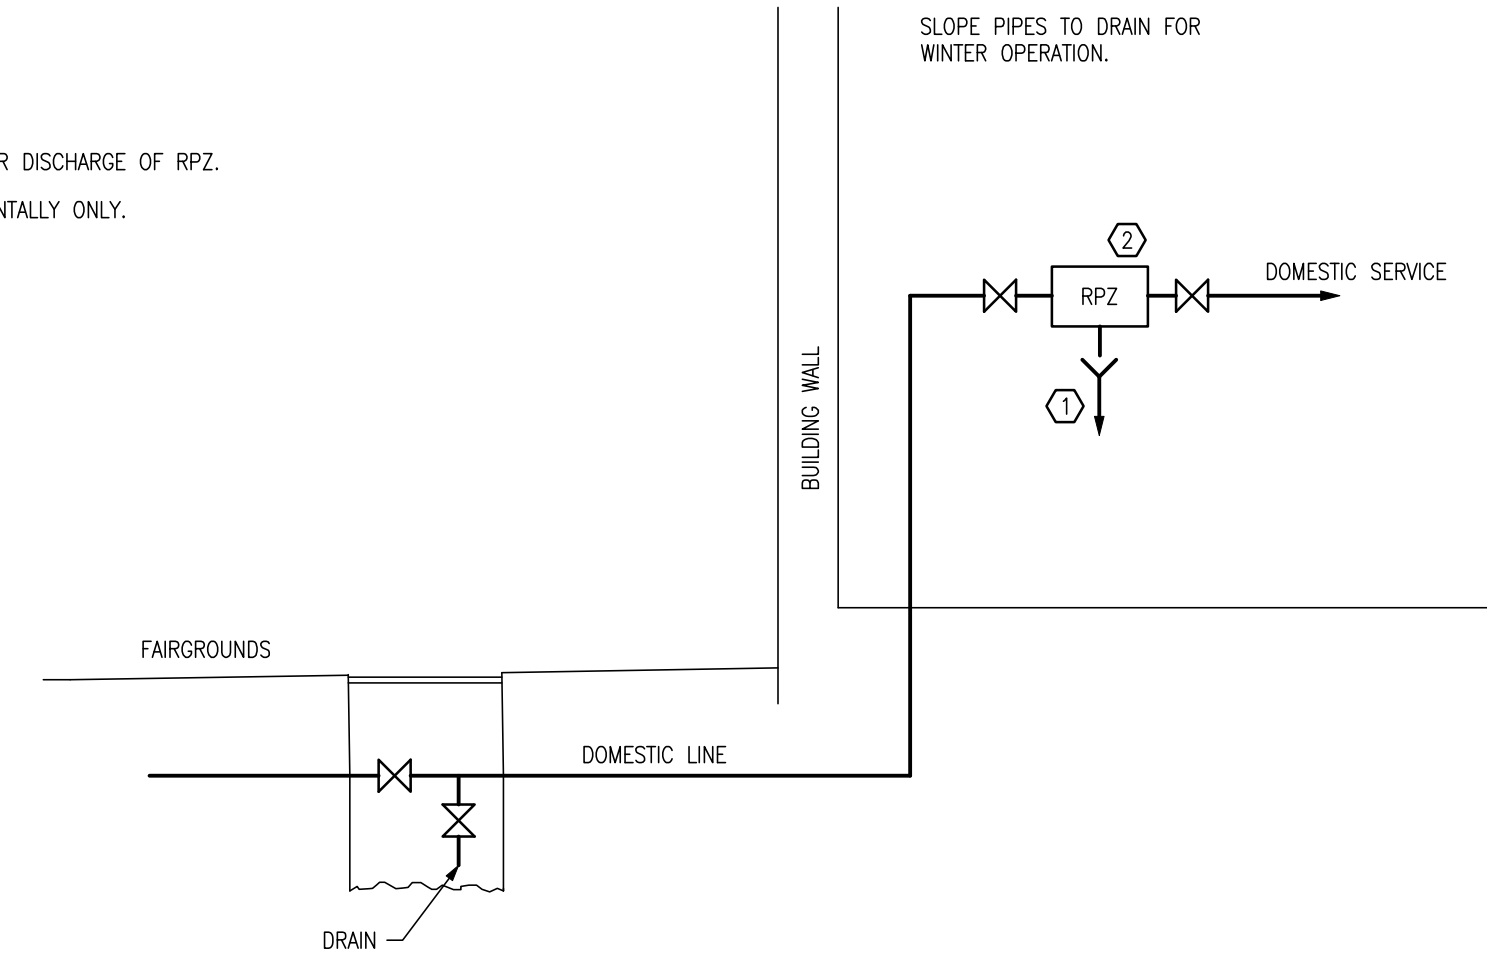 SLOPE PIPES TO DRAIN FOR
WINTER OPERATION.
R DISCHARGE OF RPZ.
NTALLY ONLY.
2
DOMESTIC SERVICE
RPZ
BUILDING WALL
1
FAIRGROUNDS
DOMESTIC LINE
DRAIN